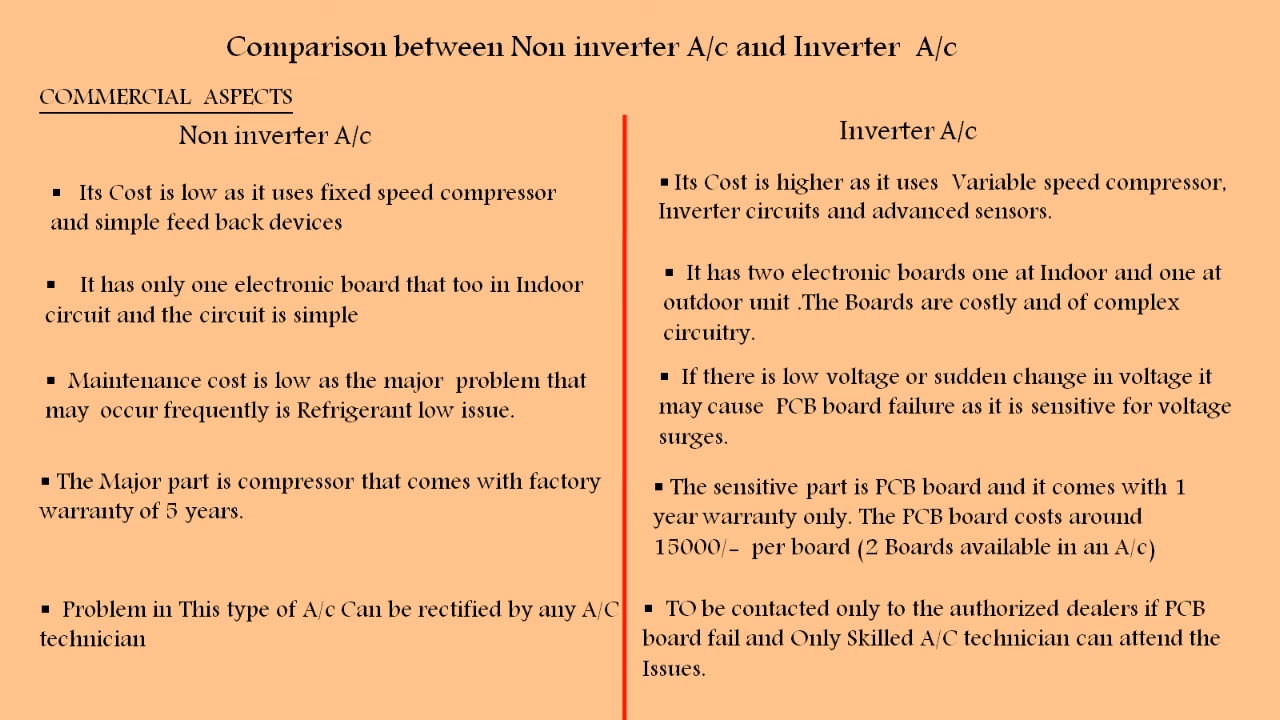 Comparison between Non inverter A/c and Inverter A/c
COMMERCIAL ASPECTS
Non inverter A/c
▪ Its Cost is low as it uses fixed speed compressor
and simple feed back devices
▪ It has only one electronic board that too in Indoor
circuit and the circuit is simple
▪ Maintenance cost is low as the major problem that
may occur frequently is Refrigerant low issue.
▪ The Major part is compressor that comes with factory
warranty of 5 years.
▪ Problem in This type of A/c Can be rectified by any A/C
technician
Inverter A/c
▪ Its Cost is higher as it uses Variable speed compressor,
Inverter circuits and advanced sensors.
▪ It has two electronic boards one at Indoor and one at
outdoor unit .The Boards are costly and of complex
circuitry.
▪ If there is low voltage or sudden change in voltage it
may cause PCB board failure as it is sensitive for voltage
surges.
▪ The sensitive part is PCB board and it comes with 1
year warranty only. The PCB board costs around
15000/- per board (2 Boards available in an A/c)
▪ TO be contacted only to the authorized dealers if PCB
board fail and Only Skilled A/C technician can attend the
Issues.